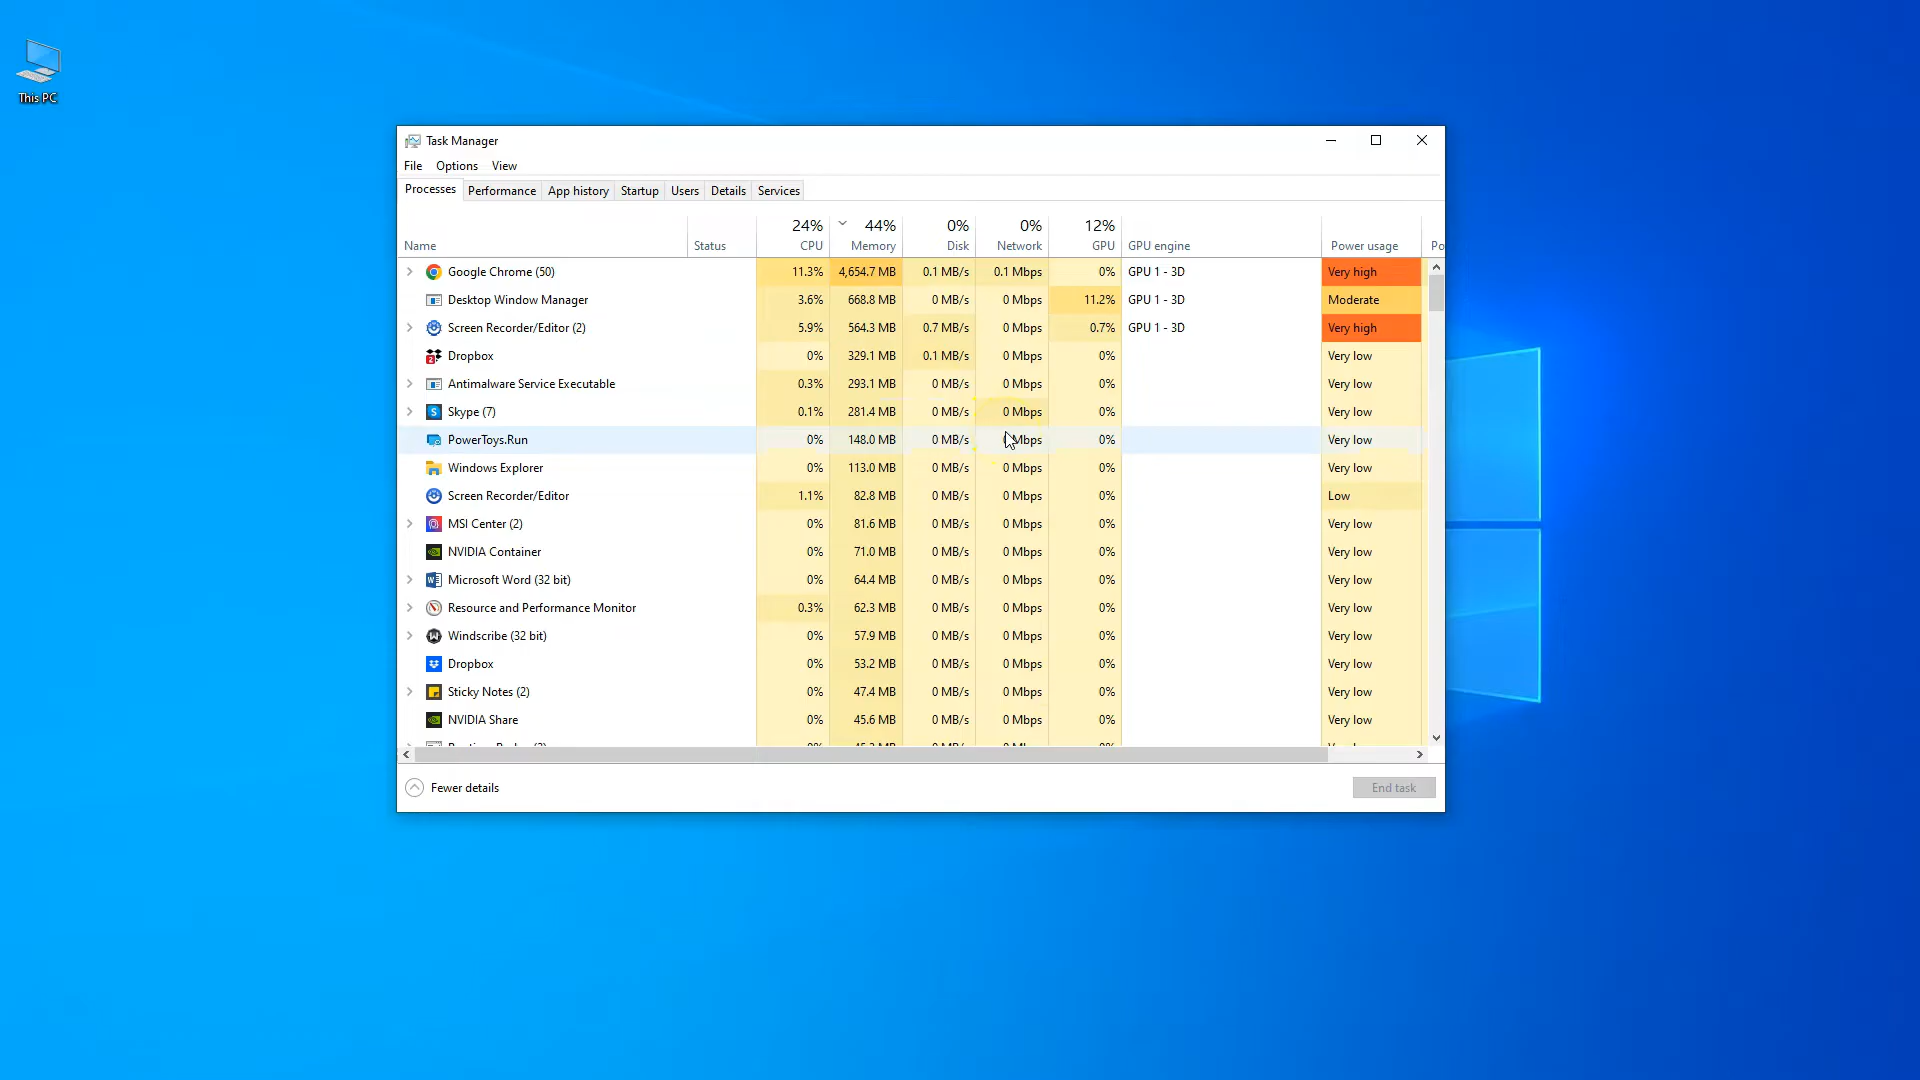 This PC
Task Manager
File Options View
Processes Performance App history Startup Users Details Services
24% 44% 0% 0% 12%
Name Status CPU Memory Disk Network GPU GPU engine Power usage Po
Google Chrome (50) 11.3% 4,654.7 MB 0.1 MB/s 0.1 Mbps 0% GPU 1 - 3D Very high
Desktop Window Manager 3.6% 668.8 MB 0 MB/s 0 Mbps 11.2% GPU 1 - 3D Moderate
Screen Recorder/Editor (2) 5.9% 564.3 MB 0.7 MB/s 0 Mbps 0.7% GPU 1 - 3D Very high
2 Dropbox 0% 329.1 MB 0.1 MB/s 0 Mbps 0% Very low
Antimalware Service Executable 0.3% 293.1 MB 0 MB/s 0 Mbps 0% Very low
S Skype (7) 0.1% 281.4 MB 0 MB/s 0 Mbps 0% Very low
PowerToys.Run 0% 148.0 MB 0 MB/s 0 Mbps 0% Very low
Windows Explorer 0% 113.0 MB 0 MB/s 0 Mbps 0% Very low
Screen Recorder/Editor 1.1% 82.8 MB 0 MB/s 0 Mbps 0% Low
MSI Center (2) 0% 81.6 MB 0 MB/s 0 Mbps 0% Very low
NVIDIA Container 0% 71.0 MB 0 MB/s 0 Mbps 0% Very low
W Microsoft Word (32 bit) 0% 64.4 MB 0 MB/s 0 Mbps 0% Very low
Resource and Performance Monitor 0.3% 62.3 MB 0 MB/s 0 Mbps 0% Very low
W Windscribe (32 bit) 0% 57.9 MB 0 MB/s 0 Mbps 0% Very low
Dropbox 0% 53.2 MB 0 MB/s 0 Mbps 0% Very low
Sticky Notes (2) 0% 47.4 MB 0 MB/s 0 Mbps 0% Very low
NVIDIA Share 0% 45.6 MB 0 MB/s 0 Mbps 0% Very low
Fewer details End task